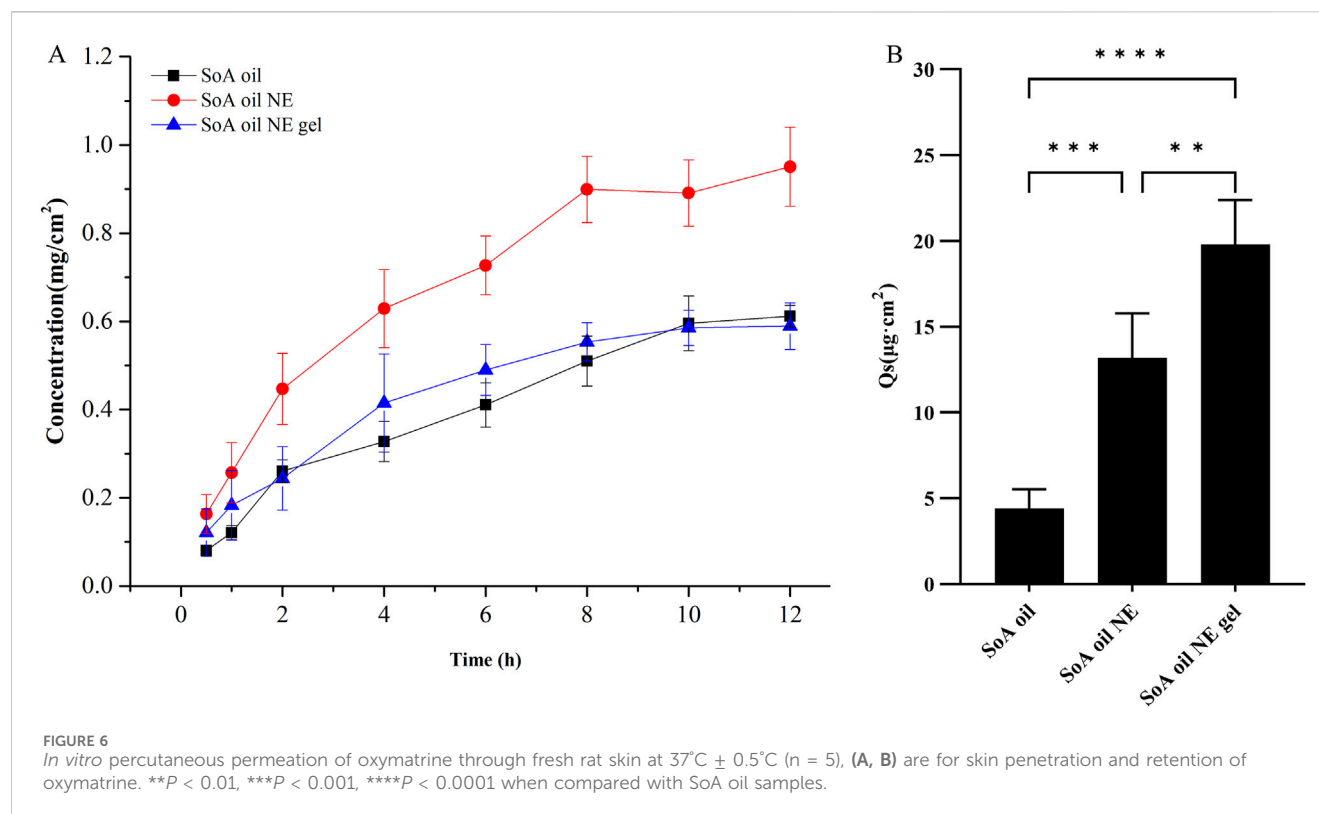 A
SoA oil
SoA oil NE
SoA oil NE gel
Concentration(mg/cm²)
1.2
1.0
0.8
0.6
0.4
0.2
0.0
0 2 4 6 8 10 12
Time (h)
B
****
*** **
Qs(μg·cm²)
30
25
20
15
10
5
0
SoA oil
SoA oil NE
SoA oil NE gel
FIGURE 6
In vitro percutaneous permeation of oxymatrine through fresh rat skin at 37°C ± 0.5°C (n = 5), (A, B) are for skin penetration and retention of
oxymatrine. **P < 0.01, ***P < 0.001, ****P < 0.0001 when compared with SoA oil samples.